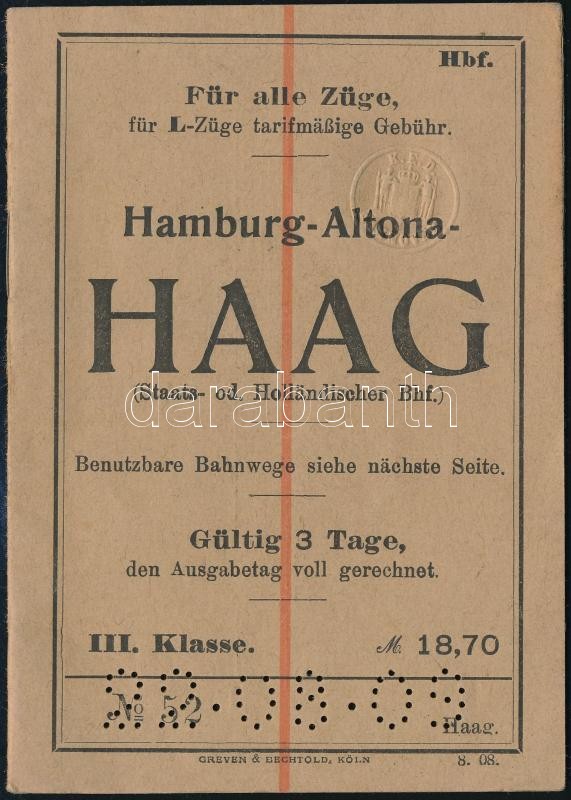 Hbf.
Für alle Züge,
für L-Züge tarifmäßige Gebühr.
Hamburg-Altona-
HAAG
(Staats- od. Holländischer Bhf.)
darabanth
Benutzbare Bahnwege siehe nächste Seite.
Gültig 3 Tage,
den Ausgabetag voll gerechnet.
III. Klasse. M. 18,70
No 52
Haag.
GREVEN & BECHTOLD, KÖLN 8. 08.